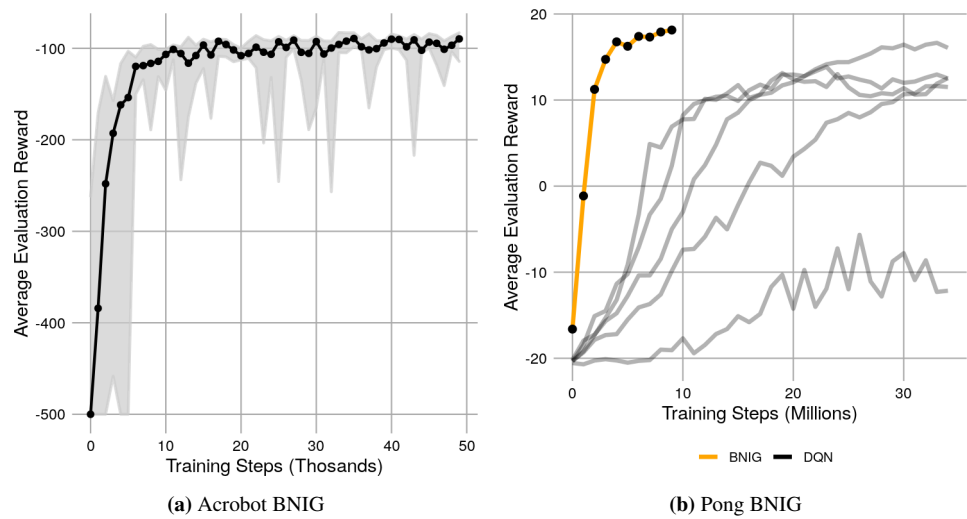 Average Evaluation Reward
-100
-200
-300
-400
-500
0
10
20
30
40
50
Training Steps (Thosands)
(a) Acrobot BNIG
Average Evaluation Reward
20
10
0
-10
-20
0
10
20
30
Training Steps (Millions)
BNIG
DQN
(b) Pong BNIG